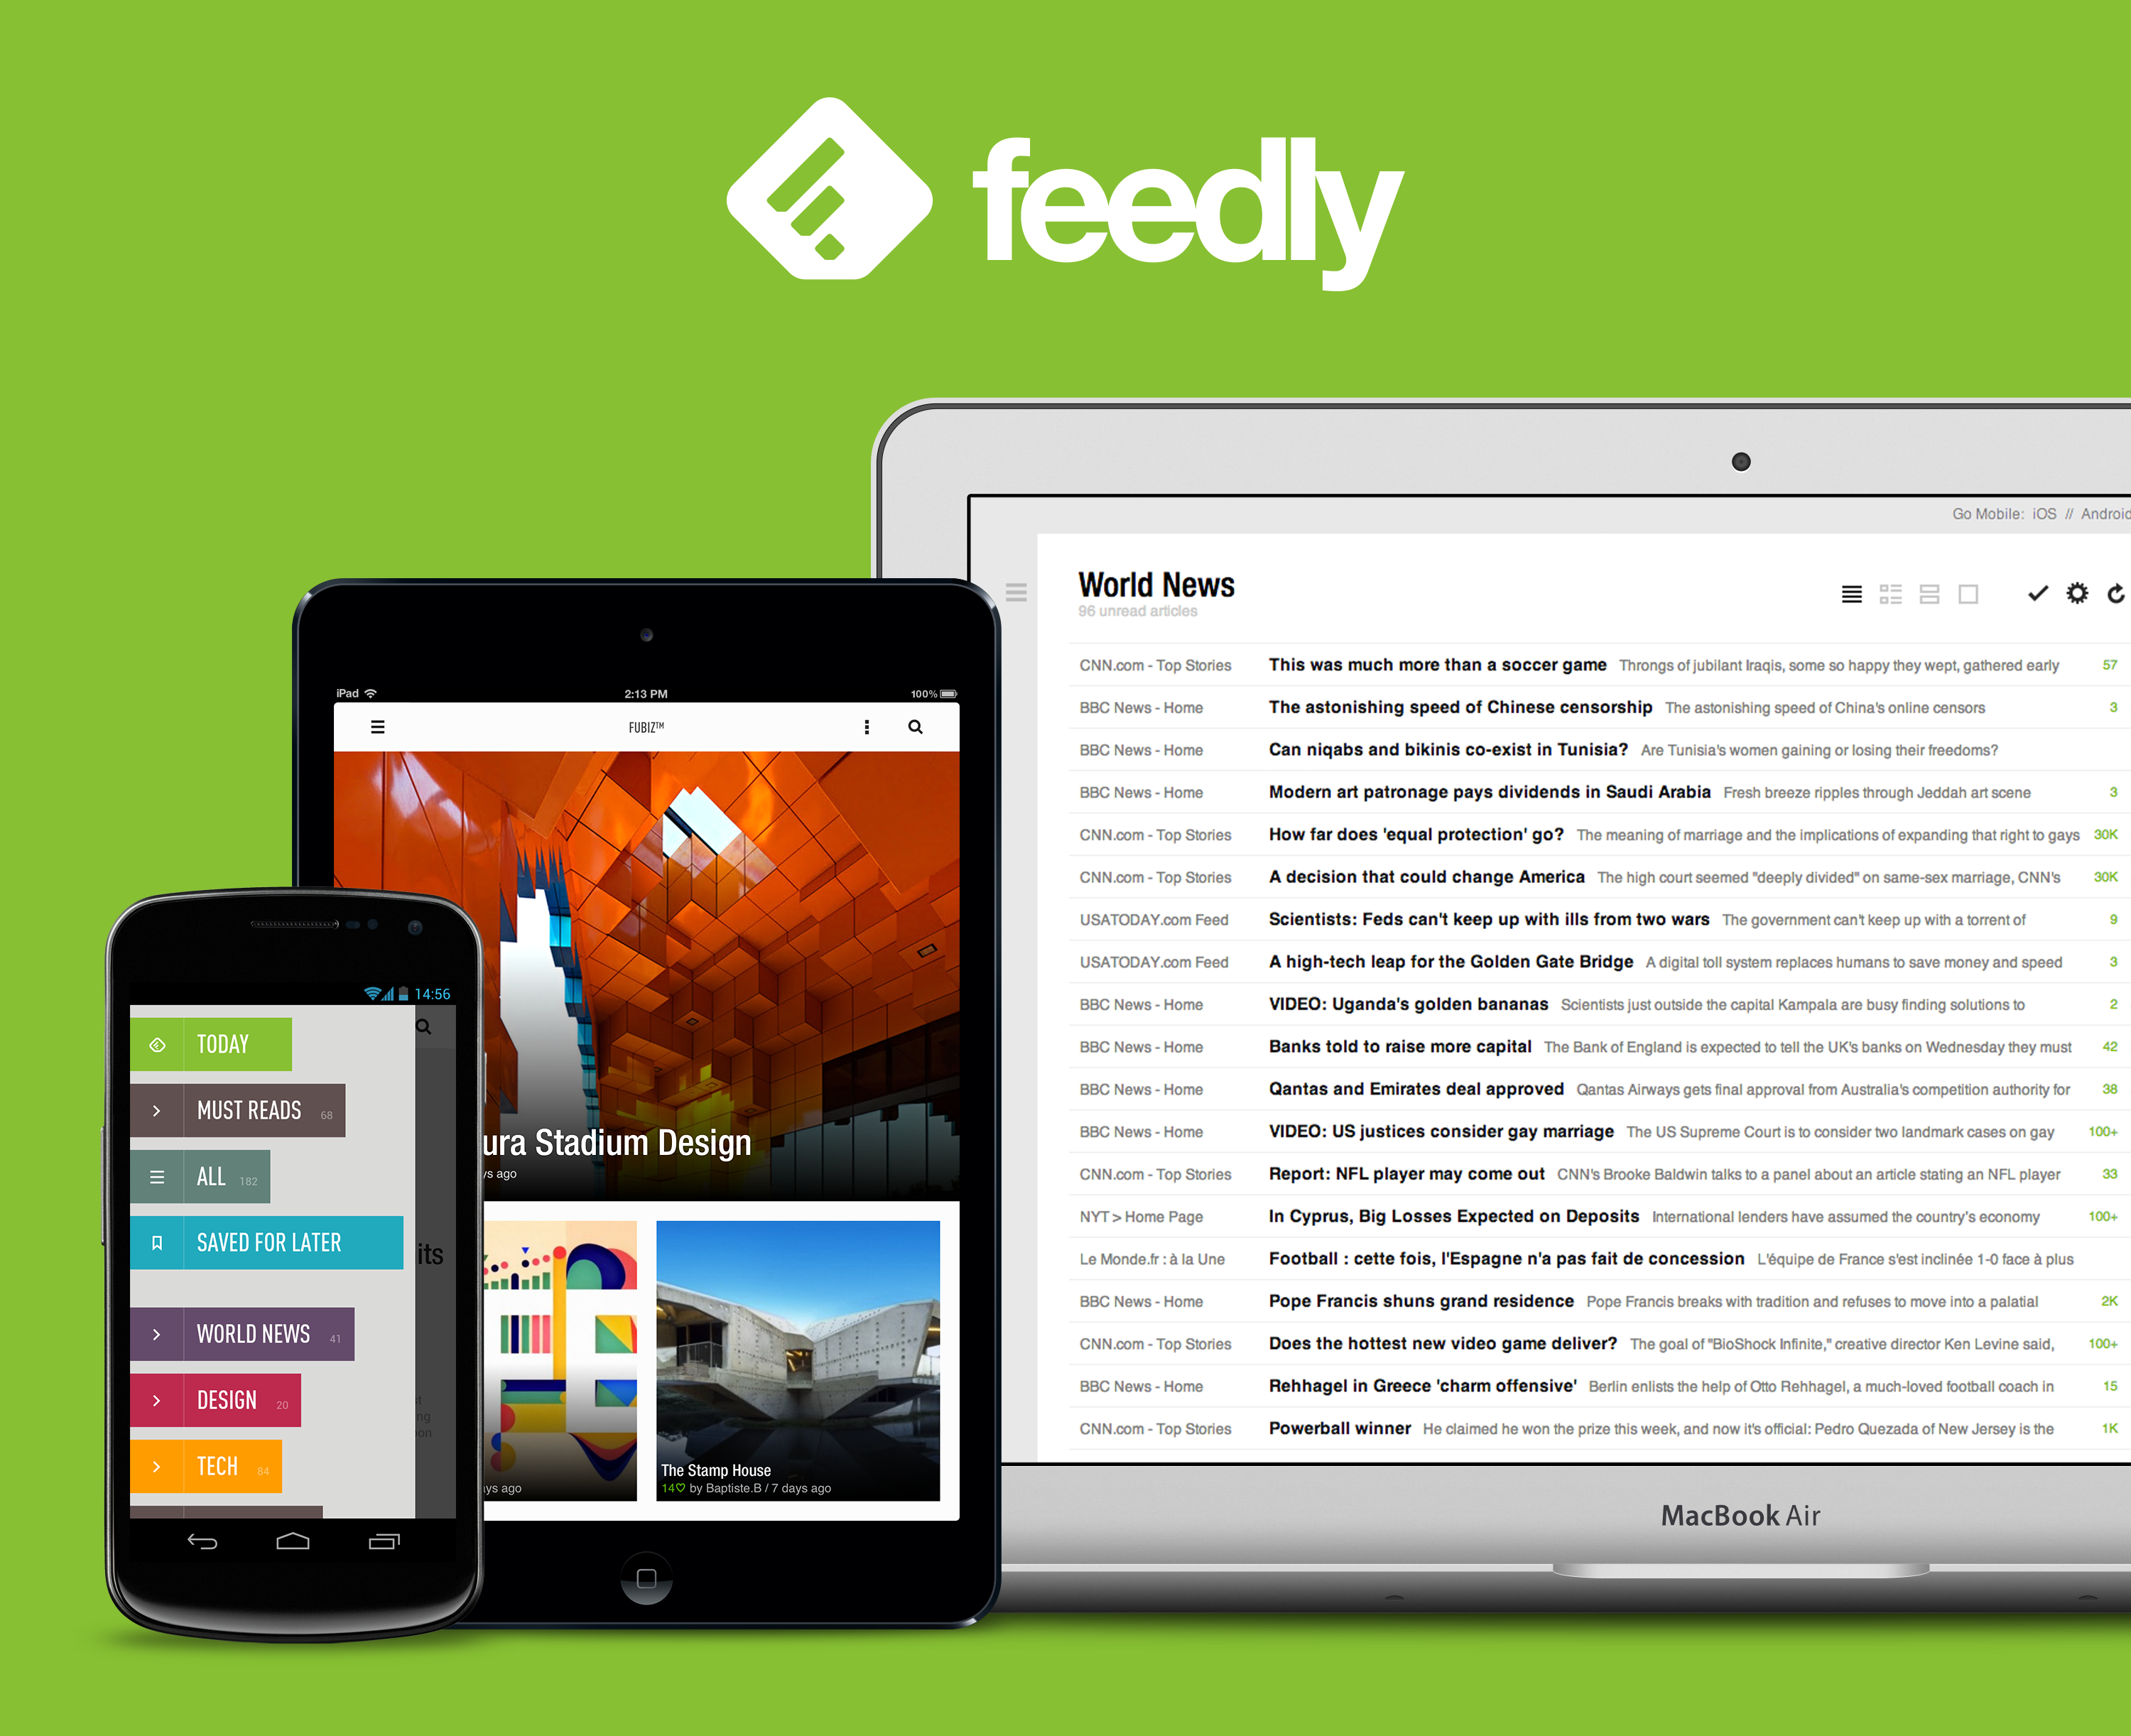 feedly
Go Mobile: iOS // Android
World News
96 unread articles
CNN.com - Top Stories This was much more than a soccer game Throngs of jubilant Iraqis, some so happy they wept, gathered early 57
BBC News - Home The astonishing speed of Chinese censorship The astonishing speed of China's online censors 3
BBC News - Home Can niqabs and bikinis co-exist in Tunisia? Are Tunisia's women gaining or losing their freedoms?
BBC News - Home Modern art patronage pays dividends in Saudi Arabia Fresh breeze ripples through Jeddah art scene 3
CNN.com - Top Stories How far does 'equal protection' go? The meaning of marriage and the implications of expanding that right to gays 30K
CNN.com - Top Stories A decision that could change America The high court seemed "deeply divided" on same-sex marriage, CNN's 30K
USATODAY.com Feed Scientists: Feds can't keep up with ills from two wars The government can't keep up with a torrent of 9
USATODAY.com Feed A high-tech leap for the Golden Gate Bridge A digital toll system replaces humans to save money and speed 3
BBC News - Home VIDEO: Uganda's golden bananas Scientists just outside the capital Kampala are busy finding solutions to 2
BBC News - Home Banks told to raise more capital The Bank of England is expected to tell the UK's banks on Wednesday they must 42
BBC News - Home Qantas and Emirates deal approved Qantas Airways gets final approval from Australia's competition authority for 38
BBC News - Home VIDEO: US justices consider gay marriage The US Supreme Court is to consider two landmark cases on gay 100+
CNN.com - Top Stories Report: NFL player may come out CNN's Brooke Baldwin talks to a panel about an article stating an NFL player 33
NYT > Home Page In Cyprus, Big Losses Expected on Deposits International lenders have assumed the country's economy 100+
Le Monde.fr : à la Une Football : cette fois, l'Espagne n'a pas fait de concession L'équipe de France s'est inclinée 1-0 face à plus
BBC News - Home Pope Francis shuns grand residence Pope Francis breaks with tradition and refuses to move into a palatial 2K
CNN.com - Top Stories Does the hottest new video game deliver? The goal of "BioShock Infinite," creative director Ken Levine said, 100+
BBC News - Home Rehhagel in Greece 'charm offensive' Berlin enlists the help of Otto Rehhagel, a much-loved football coach in 15
CNN.com - Top Stories Powerball winner He claimed he won the prize this week, and now it's official: Pedro Quezada of New Jersey is the 1K
MacBook Air
iPad 2:13 PM 100%
FUBIZ™
ura Stadium Design
ys ago
ays ago
The Stamp House
14♡ by Baptiste.B / 7 days ago
14:56
TODAY
MUST READS 68
ALL 182
SAVED FOR LATER
its
WORLD NEWS 41
DESIGN 20
ng
on
TECH 84